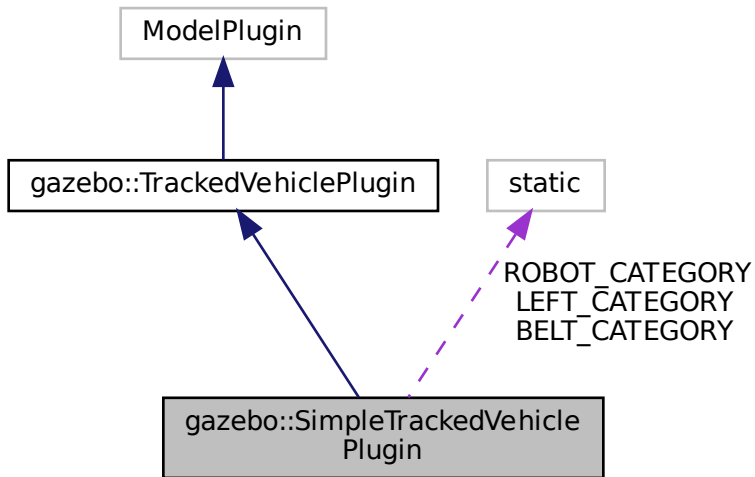 ModelPlugin
gazebo::TrackedVehiclePlugin
static
ROBOT_CATEGORY
LEFT_CATEGORY
BELT_CATEGORY
gazebo::SimpleTrackedVehicle
Plugin